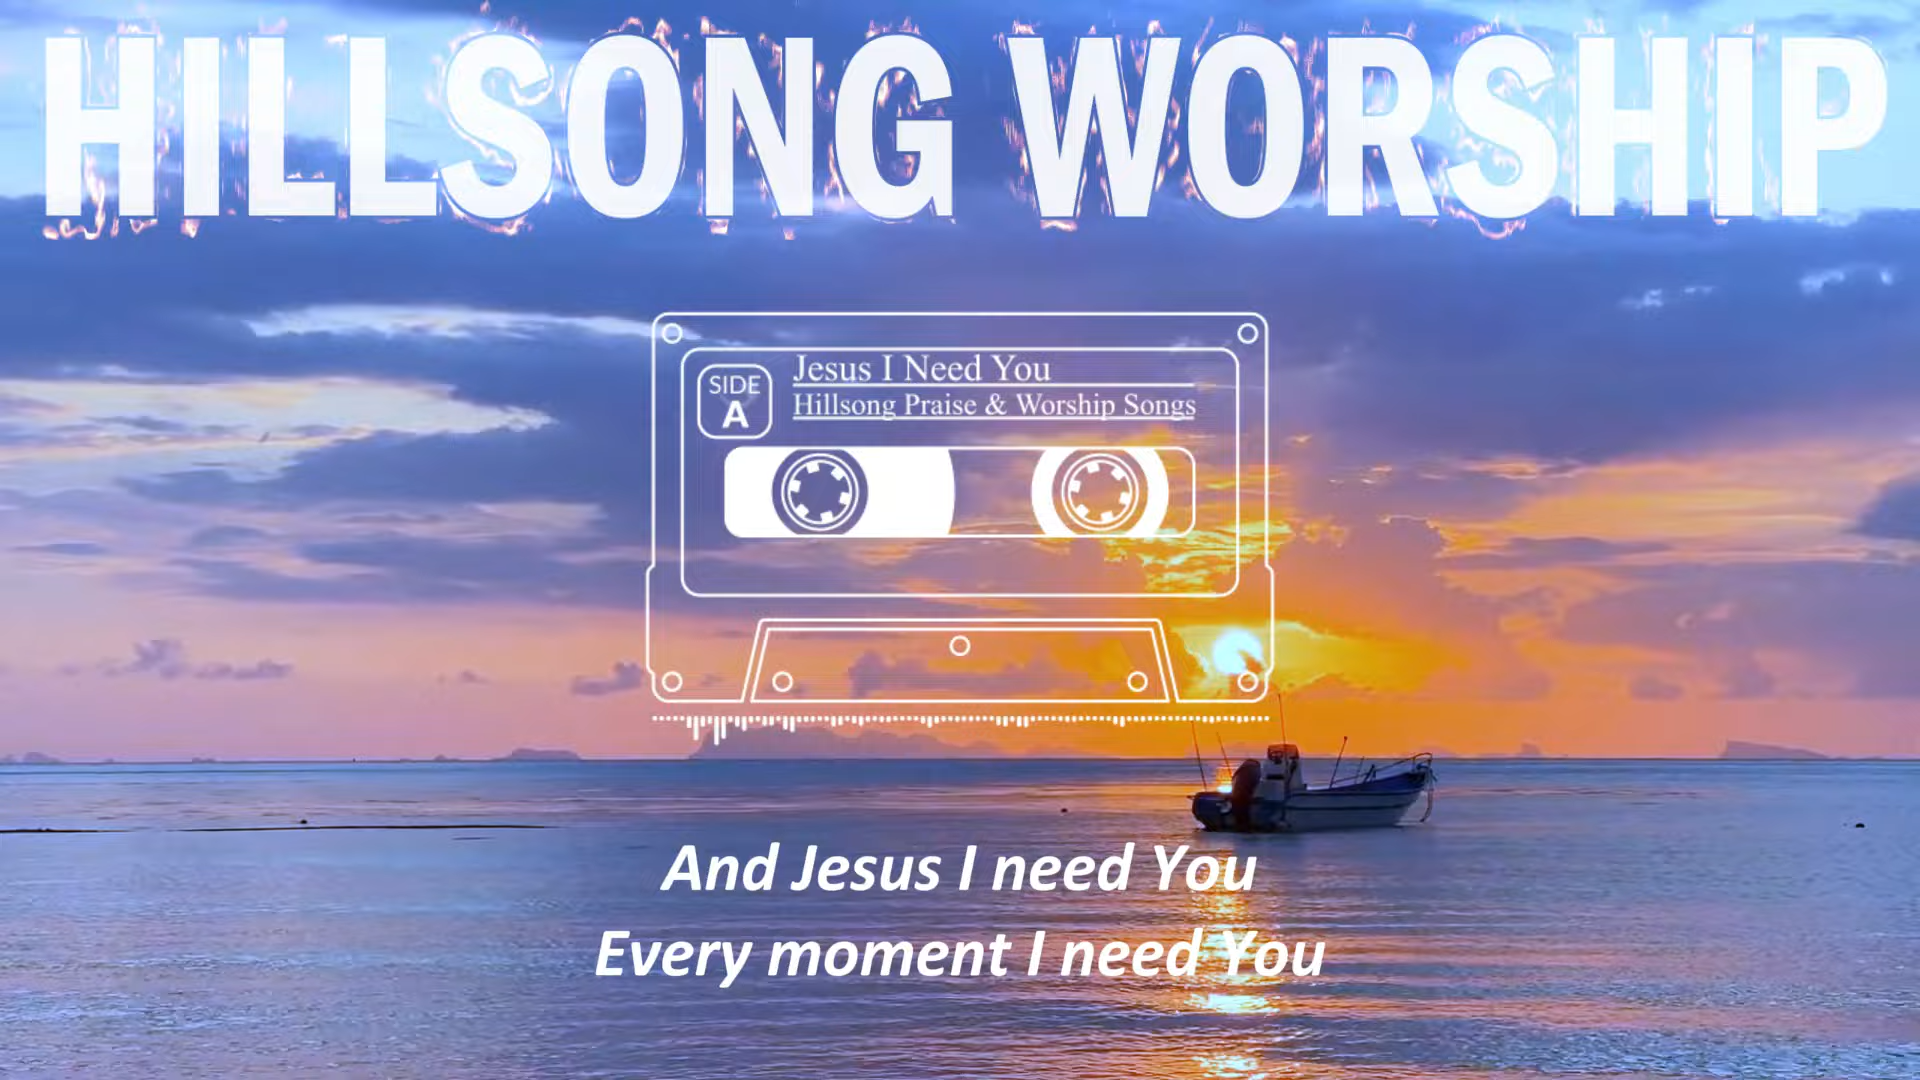 HILLSONG WORSHIP
SIDE
A
Jesus I Need You
Hillsong Praise & Worship Songs
And Jesus I need You
Every moment I need You